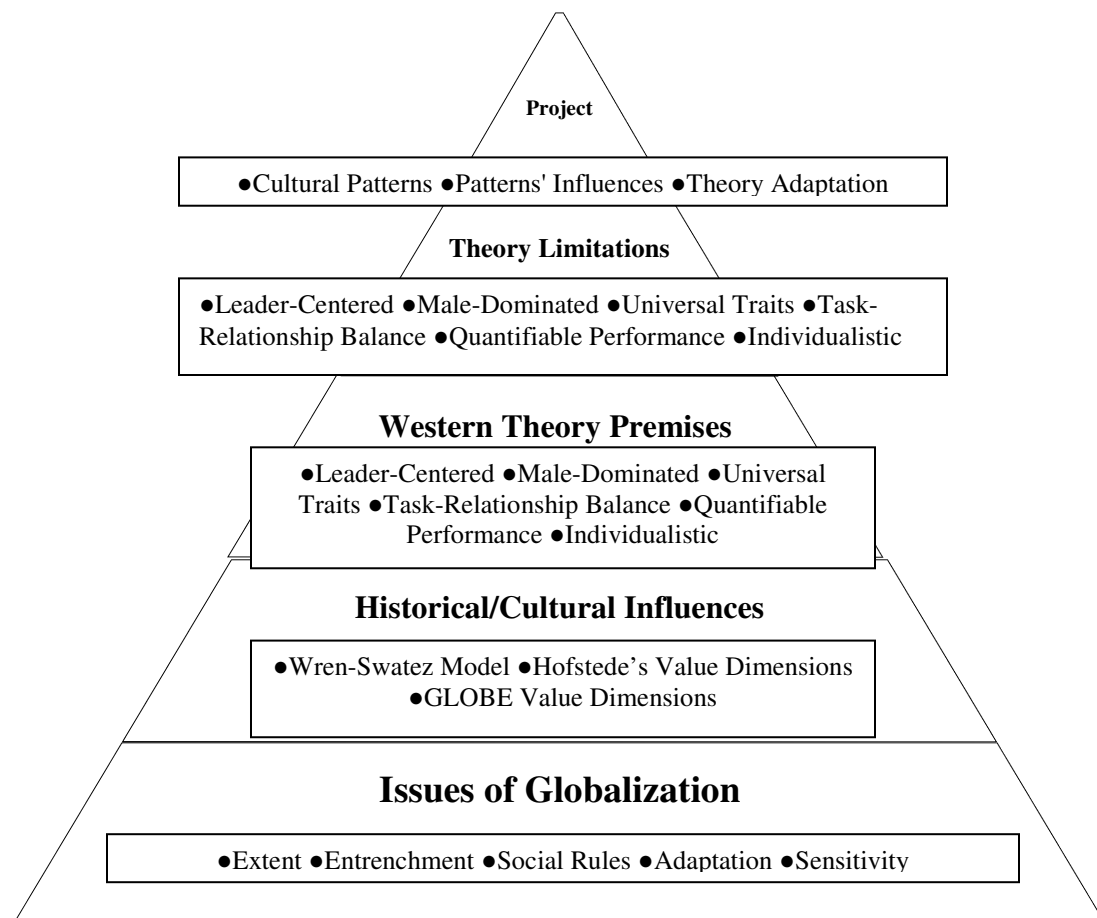 Project
●Cultural Patterns ●Patterns' Influences ●Theory Adaptation
Theory Limitations
●Leader-Centered ●Male-Dominated ●Universal Traits ●Task-
Relationship Balance ●Quantifiable Performance ●Individualistic
Western Theory Premises
●Leader-Centered ●Male-Dominated ●Universal
Traits ●Task-Relationship Balance ●Quantifiable
Performance ●Individualistic
Historical/Cultural Influences
●Wren-Swatez Model ●Hofstede’s Value Dimensions
●GLOBE Value Dimensions
Issues of Globalization
●Extent ●Entrenchment ●Social Rules ●Adaptation ●Sensitivity